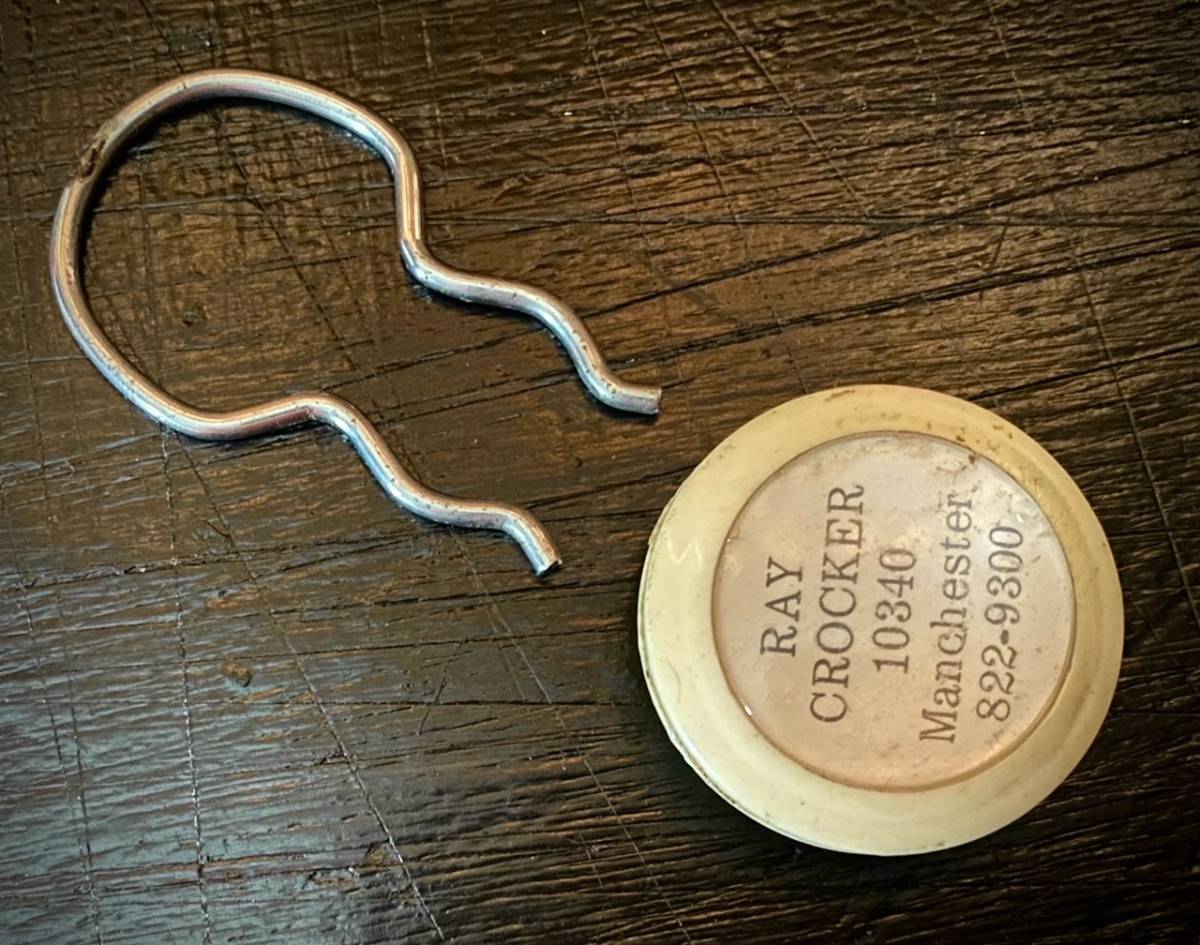 RAY
CROCKER
10340
Manchester
822-9300